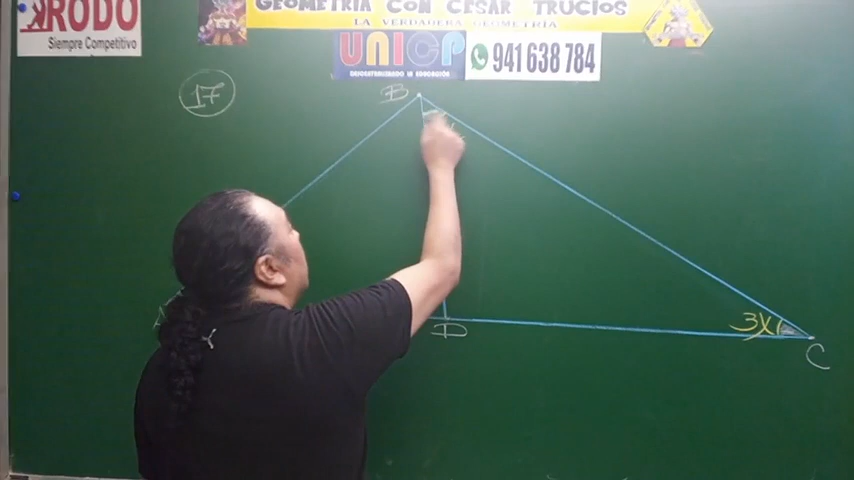 RODO
Siempre Competitivo
GEOMETRIA CON CESAR TRUCIOS
LA VERDADERA GEOMETRIA
UNICP
941 638 784
17
B
D
3X
C